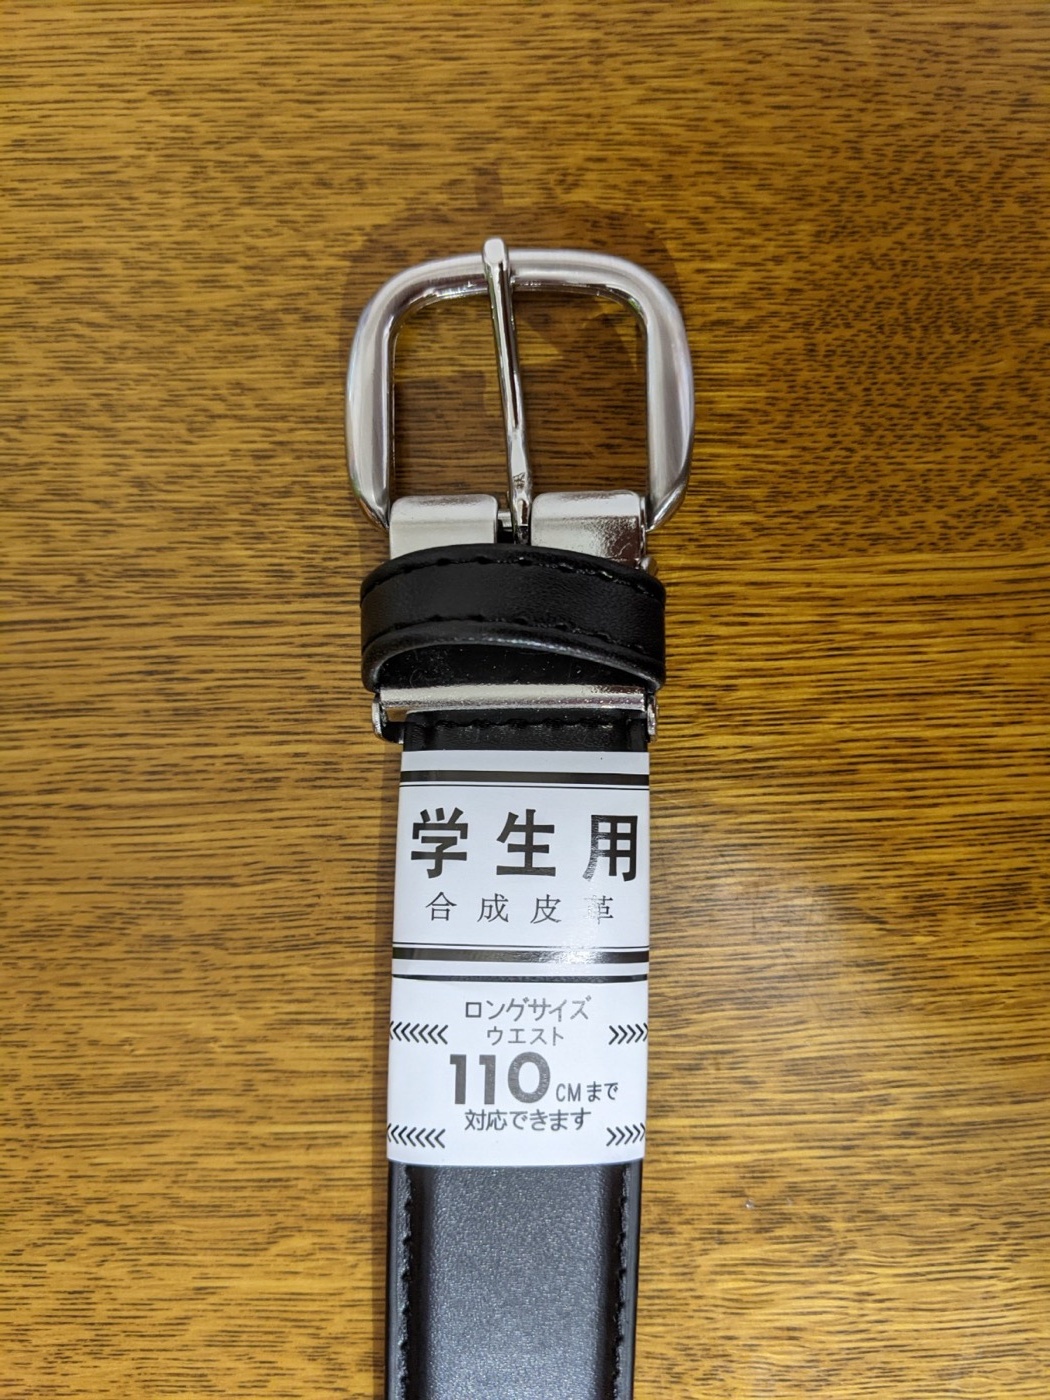 学生用
合成皮革
ロングサイズ
ウエスト
110CMまで
対応できます